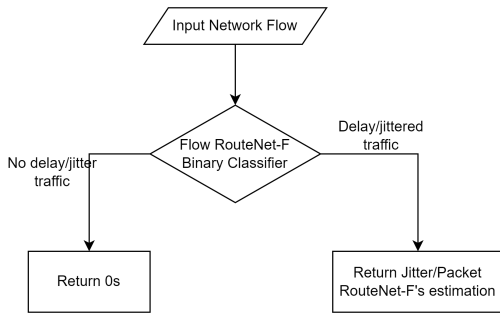 Input Network Flow
Flow RouteNet-F
Binary Classifier
Delay/jittered
traffic
No delay/jitter
traffic
Return 0s
Return Jitter/Packet
RouteNet-F's estimation